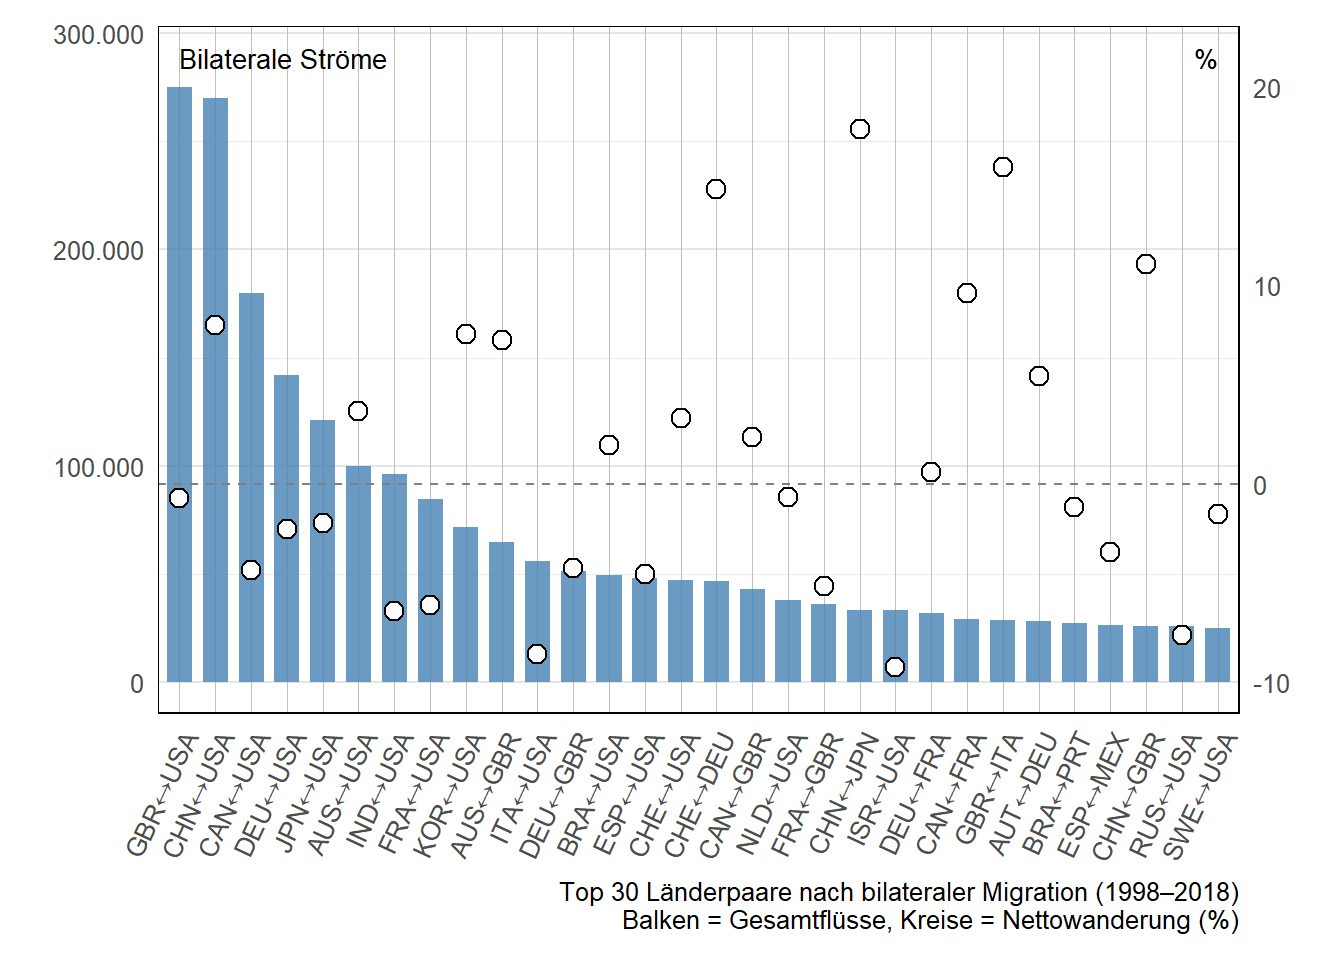 Bilaterale Ströme
%
300.000
200.000
100.000
0
20
10
0
-10
GBR↔USA
CHN↔USA
CAN↔USA
DEU↔USA
JPN↔USA
AUS↔USA
IND↔USA
FRA↔USA
KOR↔USA
AUS↔GBR
ITA↔USA
DEU↔GBR
BRA↔USA
ESP↔USA
CHE↔USA
CHE↔DEU
CAN↔GBR
NLD↔USA
FRA↔GBR
CHN↔JPN
ISR↔USA
DEU↔FRA
CAN↔FRA
GBR↔ITA
AUT↔DEU
BRA↔PRT
ESP↔MEX
CHN↔GBR
RUS↔USA
SWE↔USA
Top 30 Länderpaare nach bilateraler Migration (1998–2018)
Balken = Gesamtflüsse, Kreise = Nettowanderung (%)